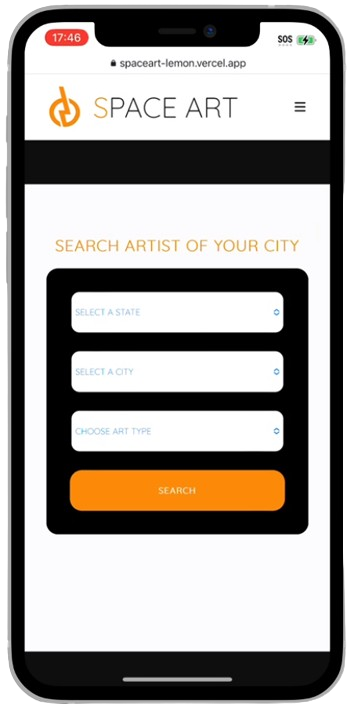 17:46
SOS
spaceart-lemon.vercel.app
SPACE ART
SEARCH ARTIST OF YOUR CITY
SELECT A STATE
SELECT A CITY
CHOOSE ART TYPE
SEARCH